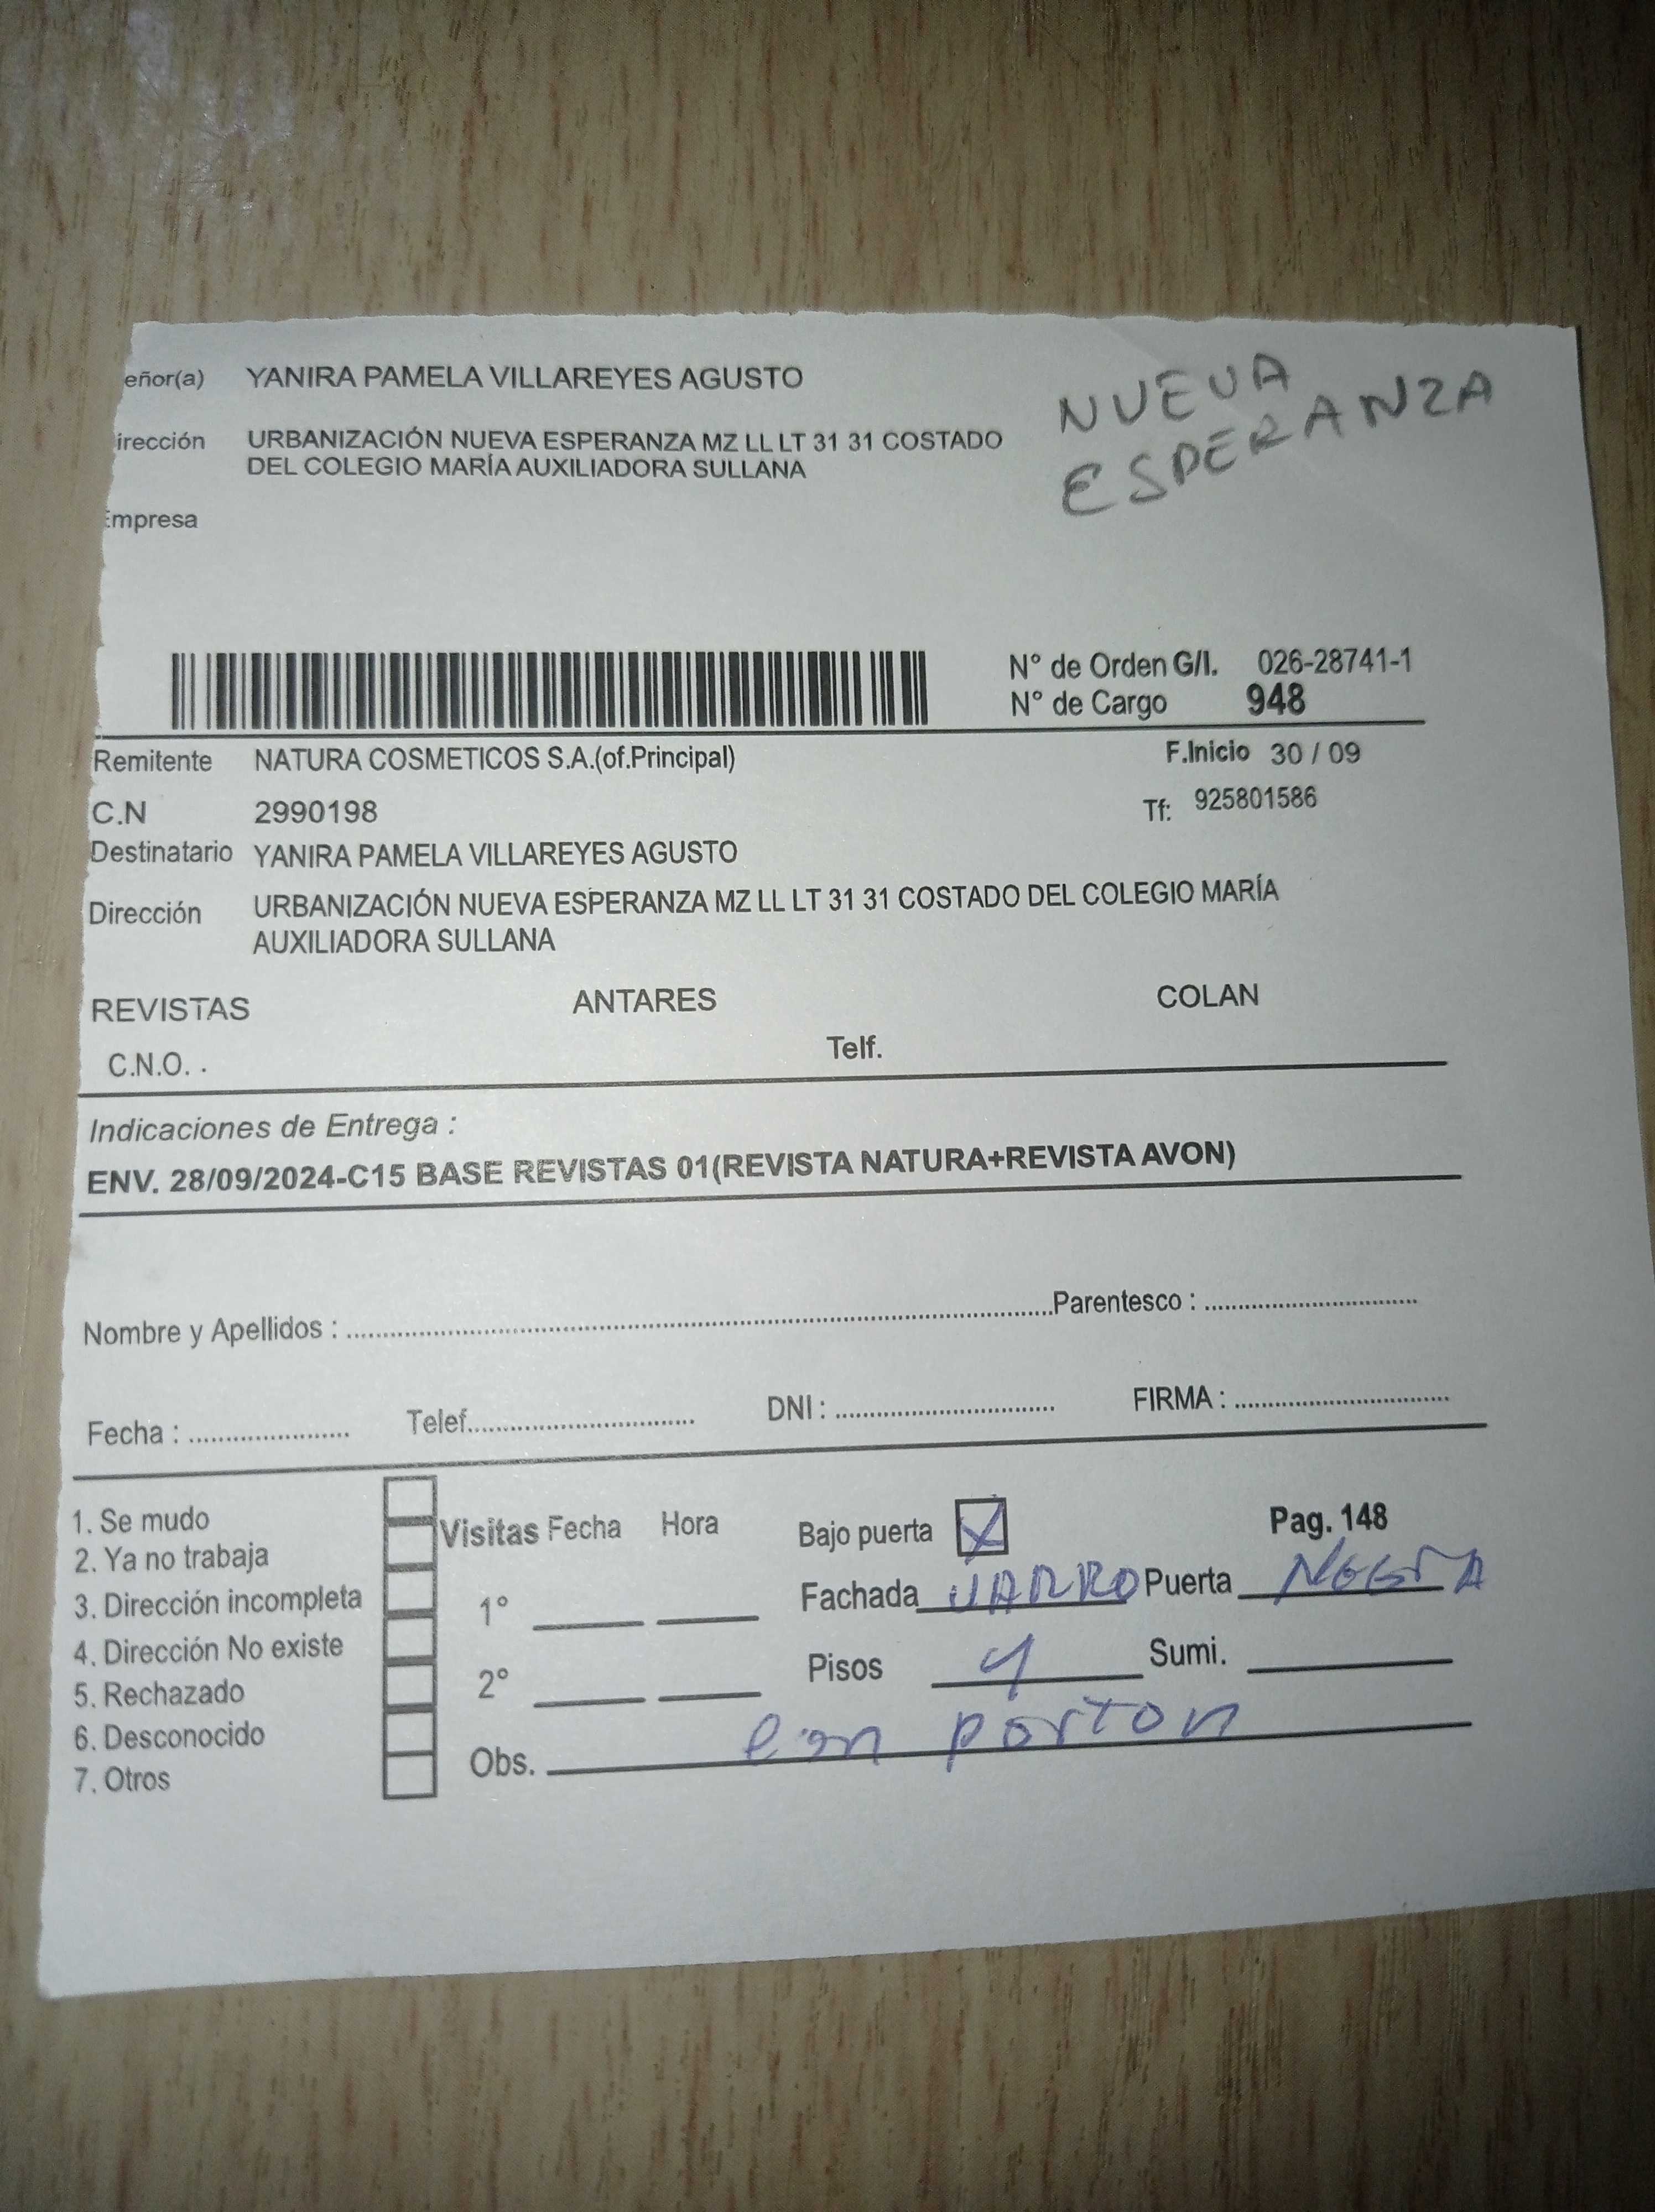 eñor(a) YANIRA PAMELA VILLAREYES AGUSTO
NUEVA
irección URBANIZACIÓN NUEVA ESPERANZA MZ LL LT 31 31 COSTADO
DEL COLEGIO MARÍA AUXILIADORA SULLANA
ESPERANZA
Empresa
N° de Orden G/I. 026-28741-1
N° de Cargo 948
Remitente NATURA COSMETICOS S.A.(of.Principal) F.Inicio 30 / 09
C.N 2990198 Tf: 925801586
Destinatario YANIRA PAMELA VILLAREYES AGUSTO
Dirección URBANIZACIÓN NUEVA ESPERANZA MZ LL LT 31 31 COSTADO DEL COLEGIO MARÍA
AUXILIADORA SULLANA
REVISTAS ANTARES COLAN
C.N.O. . Telf.
Indicaciones de Entrega :
ENV. 28/09/2024-C15 BASE REVISTAS 01(REVISTA NATURA+REVISTA AVON)
Nombre y Apellidos : Parentesco :
Fecha : Telef. DNI : FIRMA :
1. Se mudo
2. Ya no trabaja
3. Dirección incompleta
4. Dirección No existe
5. Rechazado
6. Desconocido
7. Otros
Visitas Fecha Hora
1°
2°
Bajo puerta X Pag. 148
Fachada Puerta Negra
Pisos Sumi.
Obs. porton